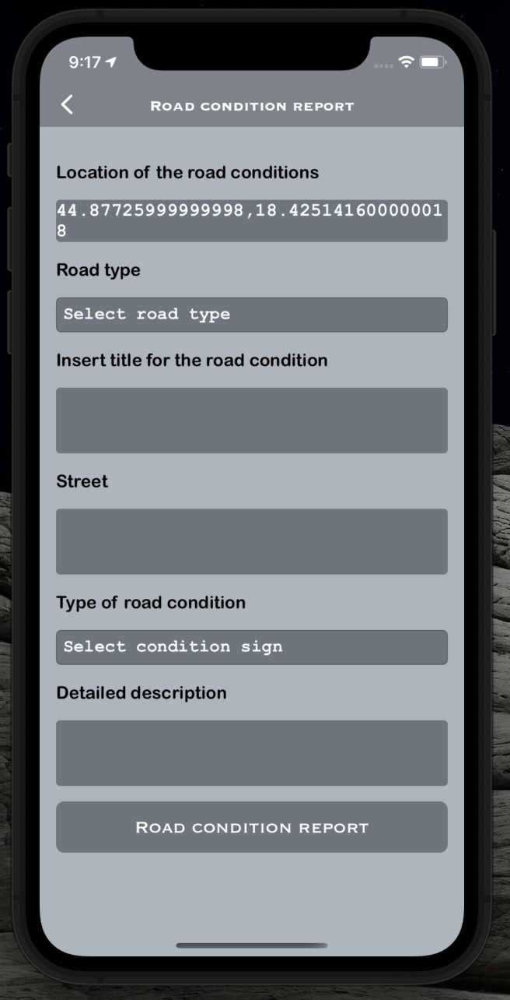 9:17
Road condition report
Location of the road conditions
44.87725999999998,18.42514160000001
8
Road type
Select road type
Insert title for the road condition
Street
Type of road condition
Select condition sign
Detailed description
Road condition report